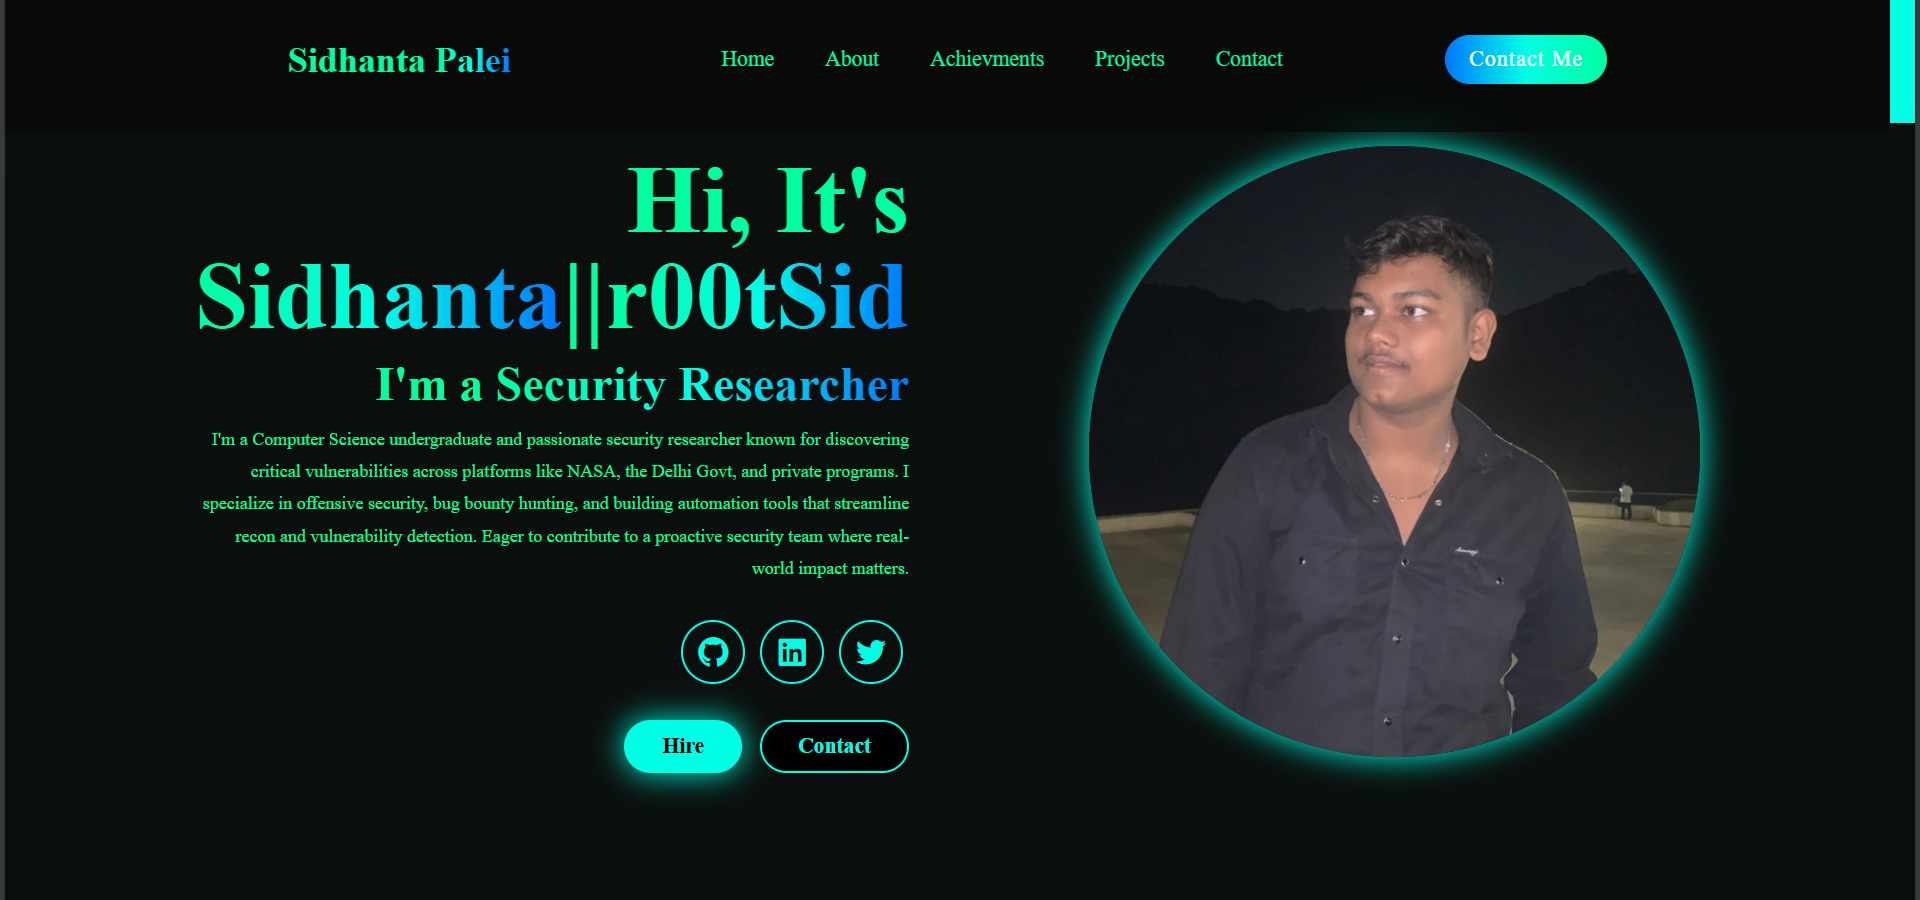 Sidhanta Palei
Home
About
Achievments
Projects
Contact
Contact Me
Hi, It's
Sidhanta||r00tSid
I'm a Security Researcher
I'm a Computer Science undergraduate and passionate security researcher known for discovering
critical vulnerabilities across platforms like NASA, the Delhi Govt, and private programs. I
specialize in offensive security, bug bounty hunting, and building automation tools that streamline
recon and vulnerability detection. Eager to contribute to a proactive security team where real-
world impact matters.
in
Hire
Contact